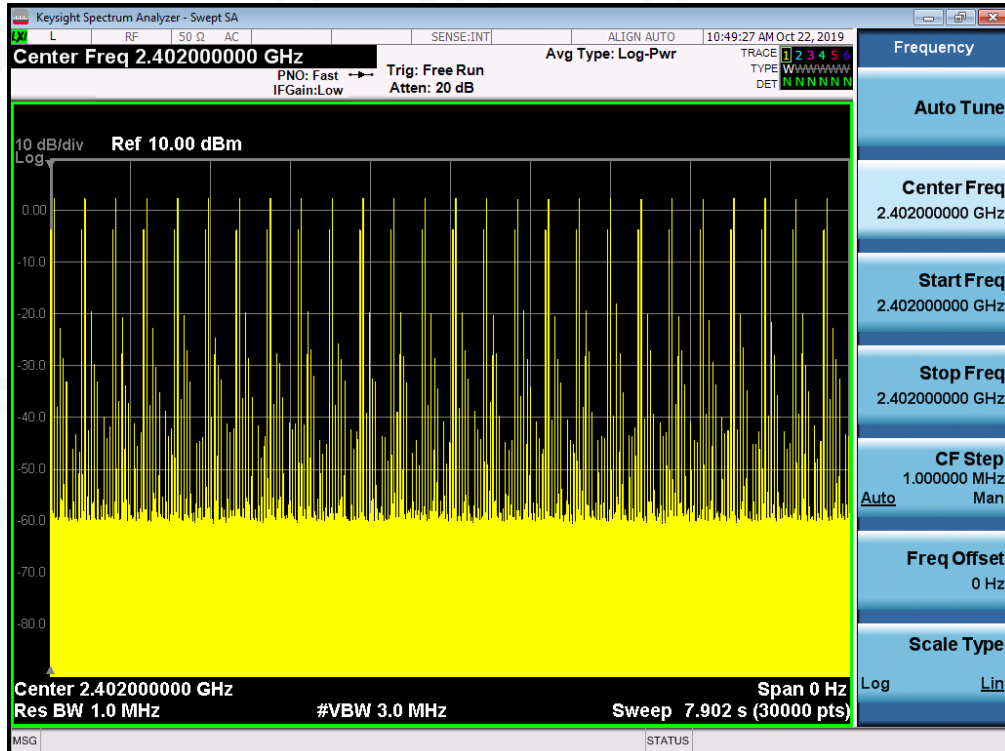 Keysight Spectrum Analyzer - Swept SA
LXI L RF 50 Ω AC SENSE:INT ALIGN AUTO 10:49:27 AM Oct 22, 2019
Center Freq 2.402000000 GHz
PNO: Fast
IFGain:Low
Trig: Free Run
Atten: 20 dB
Avg Type: Log-Pwr
TRACE 1 2 3 4 5 6
TYPE WWWWWW
DET N N N N N N
10 dB/div Ref 10.00 dBm
Log
0.00
-10.0
-20.0
-30.0
-40.0
-50.0
-60.0
-70.0
-80.0
Center 2.402000000 GHz Span 0 Hz
Res BW 1.0 MHz #VBW 3.0 MHz Sweep 7.902 s (30000 pts)
MSG STATUS
Frequency
Auto Tune
Center Freq
2.402000000 GHz
Start Freq
2.402000000 GHz
Stop Freq
2.402000000 GHz
CF Step
1.000000 MHz
Auto Man
Freq Offset
0 Hz
Scale Type
Log Lin